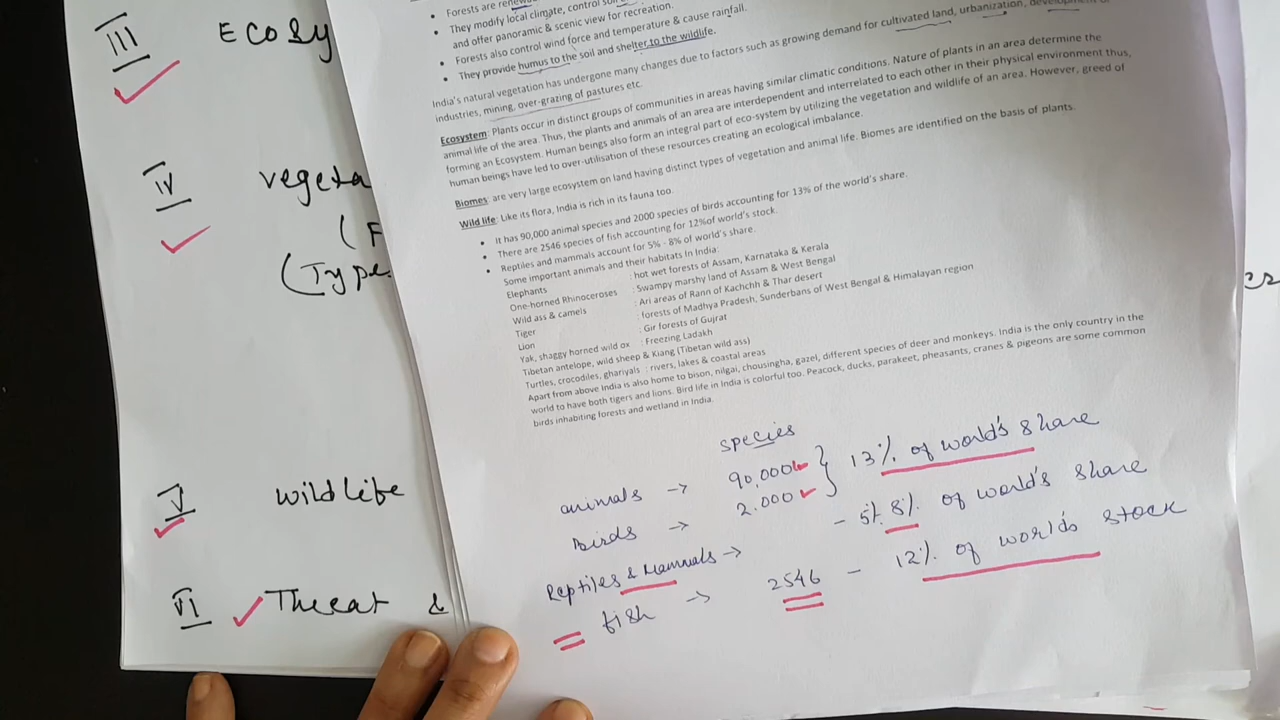 III Ecosy
IV vegeta
(F
(Type
V wildlife
VI Threat &
• Forests are
• They modify local climate, control
and offer panoramic & scenic view for recreation.
• Forests also control wind force and temperature & cause rainfall.
• They provide humus to the soil and shelter to the wildlife.
India's natural vegetation has undergone many changes due to factors such as growing demand for cultivated land, urbanization,
industries, mining, over-grazing of pastures etc.
Ecosystem: Plants occur in distinct groups of communities in areas having similar climatic conditions. Nature of plants in an area determine the
animal life of the area. Thus, the plants and animals of an area are interdependent and interrelated to each other in their physical environment thus,
forming an Ecosystem. Human beings also form an integral part of eco-system by utilizing the vegetation and wildlife of an area. However, greed of
human beings have led to over-utilisation of these resources creating an ecological imbalance.
Biomes: are very large ecosystem on land having distinct types of vegetation and animal life. Biomes are identified on the basis of plants.
Wild life: Like its flora, India is rich in its fauna too.
• It has 90,000 animal species and 2000 species of birds accounting for 13% of the world's share.
• There are 2546 species of fish accounting for 12%of world's stock.
• Reptiles and mammals account for 5% - 8% of world's share.
Some important animals and their habitats In India:
Elephants : hot wet forests of Assam, Karnataka & Kerala
One-horned Rhinoceroses : Swampy marshy land of Assam & West Bengal
Wild ass & camels : Ari areas of Rann of Kachchh & Thar desert
Tiger : forests of Madhya Pradesh, Sunderbans of West Bengal & Himalayan region
Lion : Gir forests of Gujrat
Yak, shaggy horned wild ox : Freezing Ladakh
Tibetan antelope, wild sheep & Kiang (Tibetan wild ass)
Turtles, crocodiles, ghariyals : rivers, lakes & coastal areas
Apart from above India is also home to bison, nilgai, chousingha, gazel, different species of deer and monkeys. India is the only country in the
world to have both tigers and lions. Bird life in India is colorful too. Peacock, ducks, parakeet, pheasants, cranes & pigeons are some common
birds inhabiting forests and wetland in India.
species
animals → 90,000 } 13% of world's share
Birds → 2.000
Reptiles & Mammals → - 5%. 8% of world's share
fish → 2546 - 12% of world's stock